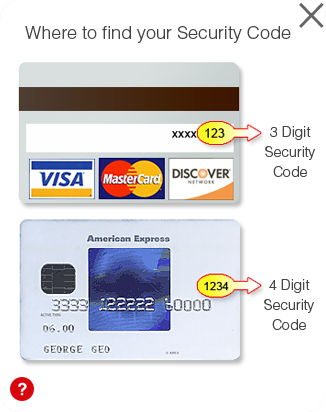 Where to find your Security Code
xxxx 123
3 Digit
Security
Code
VISA
MasterCard
DISCOVER
NETWORK
American Express
1234
4 Digit
Security
Code
3333 122222 60000
06.00
GEORGE GEO
?